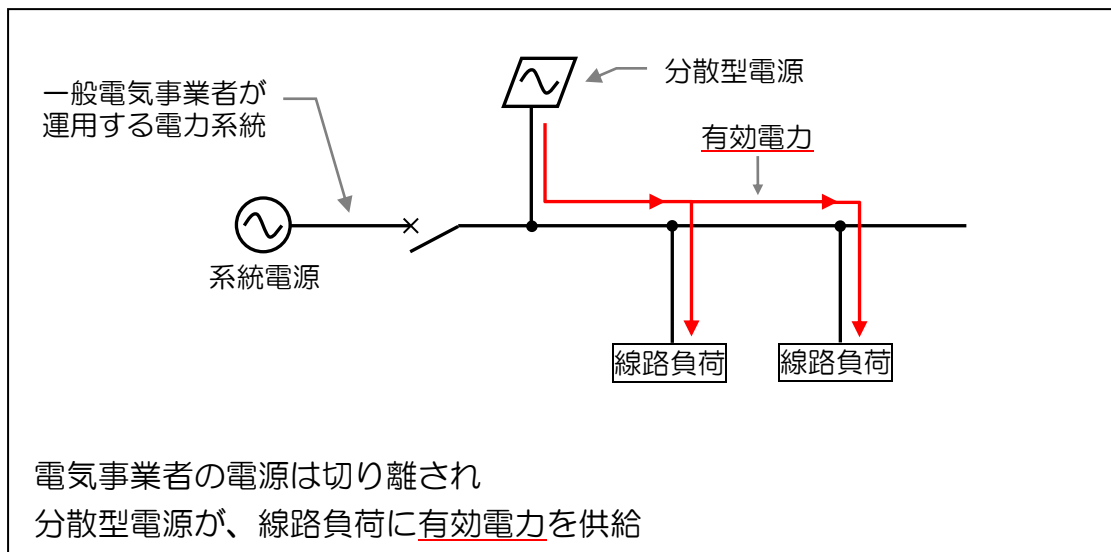 分散型電源
一般電気事業者が
運用する電力系統
有効電力
系統電源
線路負荷
線路負荷
電気事業者の電源は切り離され
分散型電源が、線路負荷に有効電力を供給